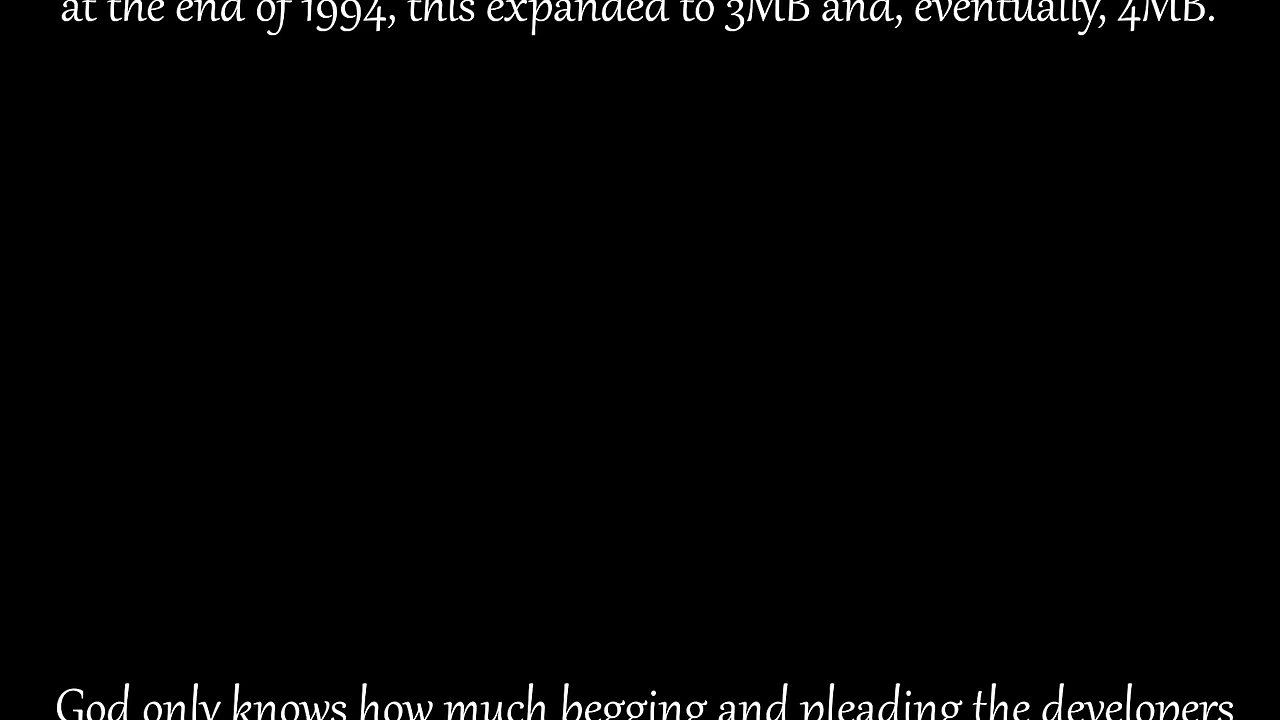 at the end of 1994, this expanded to 3MB and, eventually, 4MB.
God only knows how much begging and pleading the developers